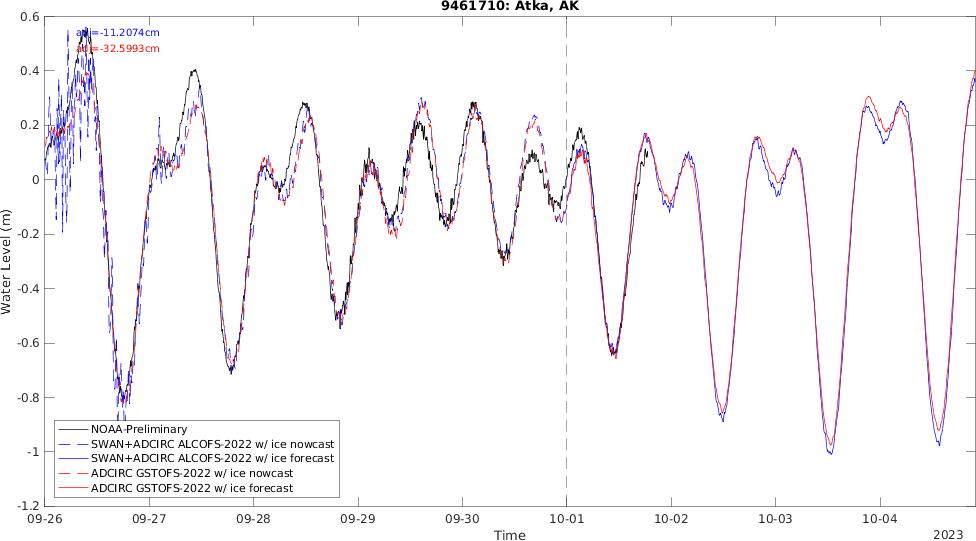 9461710: Atka, AK
0.6
adj=-11.2074cm
adj=-32.5993cm
0.4
0.2
0
-0.2
-0.4
-0.6
-0.8
-1
-1.2
Water Level (m)
NOAA-Preliminary
SWAN+ADCIRC ALCOFS-2022 w/ ice nowcast
SWAN+ADCIRC ALCOFS-2022 w/ ice forecast
ADCIRC GSTOFS-2022 w/ ice nowcast
ADCIRC GSTOFS-2022 w/ ice forecast
09-26 09-27 09-28 09-29 09-30 10-01 10-02 10-03 10-04
Time
2023